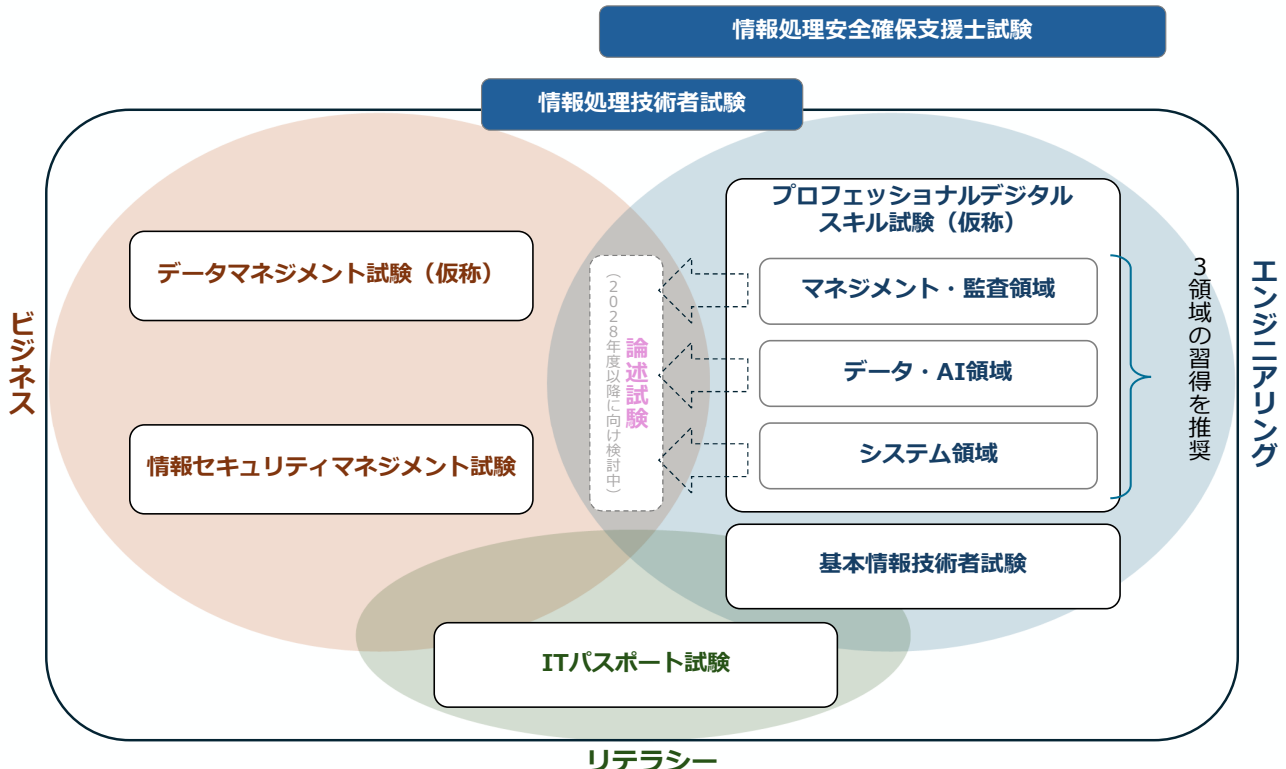 情報処理安全確保支援士試験
情報処理技術者試験
プロフェッショナルデジタル
スキル試験（仮称）
データマネジメント試験（仮称）
マネジメント・監査領域
データ・AI領域
システム領域
3領域の習得を推奨
論述試験
（2028年度以降に向け検討中）
ビジネス
エンジニアリング
情報セキュリティマネジメント試験
基本情報技術者試験
ITパスポート試験
リテラシー